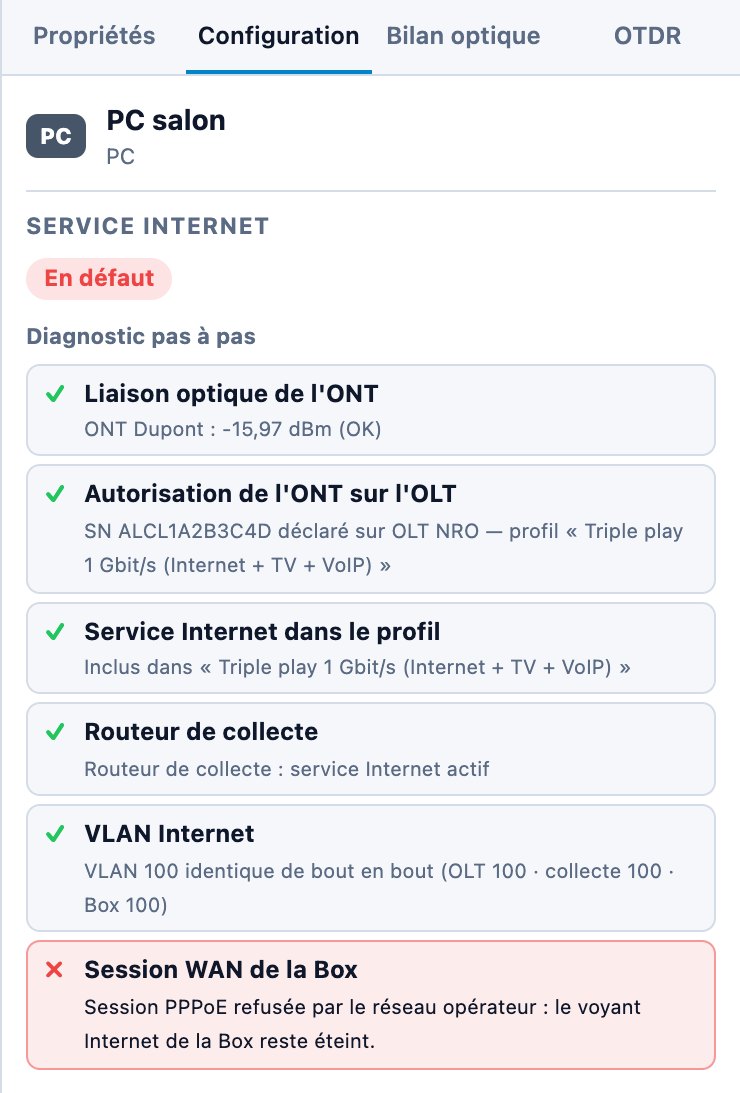 Propriétés
Configuration
Bilan optique
OTDR
PC
PC salon
PC
SERVICE INTERNET
En défaut
Diagnostic pas à pas
Liaison optique de l'ONT
ONT Dupont : -15,97 dBm (OK)
Autorisation de l'ONT sur l'OLT
SN ALCL1A2B3C4D déclaré sur OLT NRO — profil « Triple play
1 Gbit/s (Internet + TV + VoIP) »
Service Internet dans le profil
Inclus dans « Triple play 1 Gbit/s (Internet + TV + VoIP) »
Routeur de collecte
Routeur de collecte : service Internet actif
VLAN Internet
VLAN 100 identique de bout en bout (OLT 100 · collecte 100 ·
Box 100)
Session WAN de la Box
Session PPPoE refusée par le réseau opérateur : le voyant
Internet de la Box reste éteint.